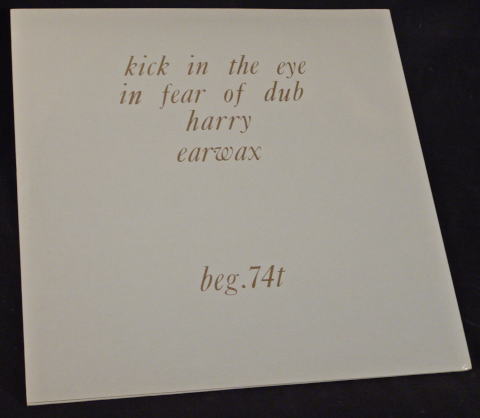 kick in the eye
in fear of dub
harry
earwax
beg.74t